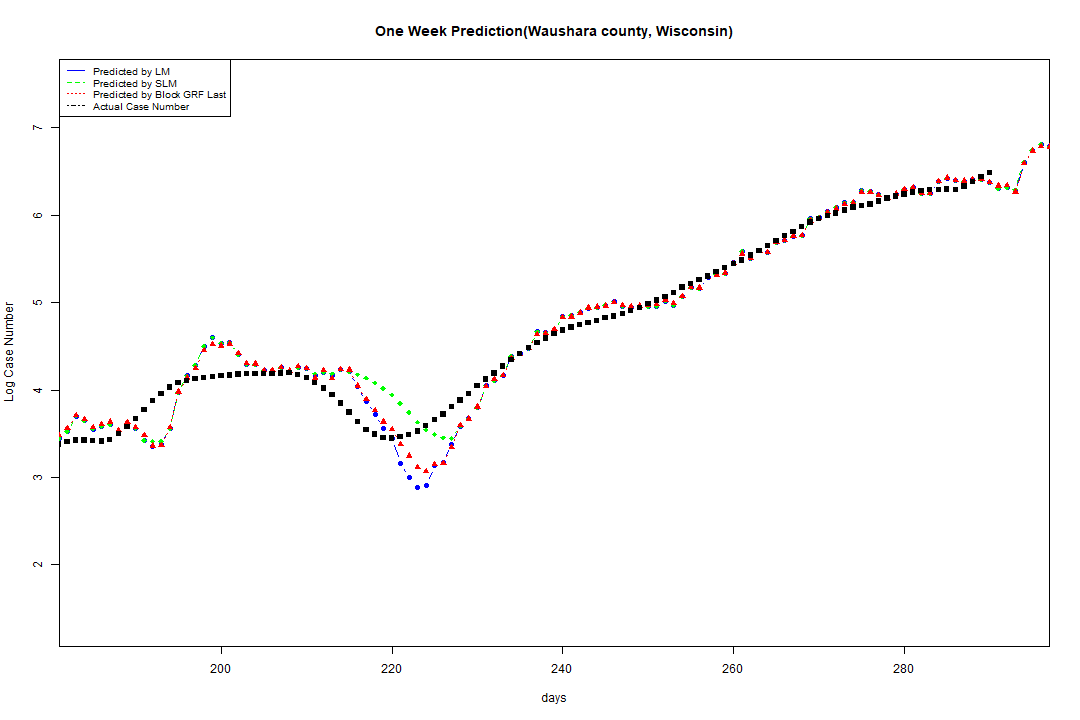 One Week Prediction(Waushara county, Wisconsin)
Predicted by LM
Predicted by SLM
Predicted by Block GRF Last
Actual Case Number
7
6
5
4
3
2
Log Case Number
200 220 240 260 280
days